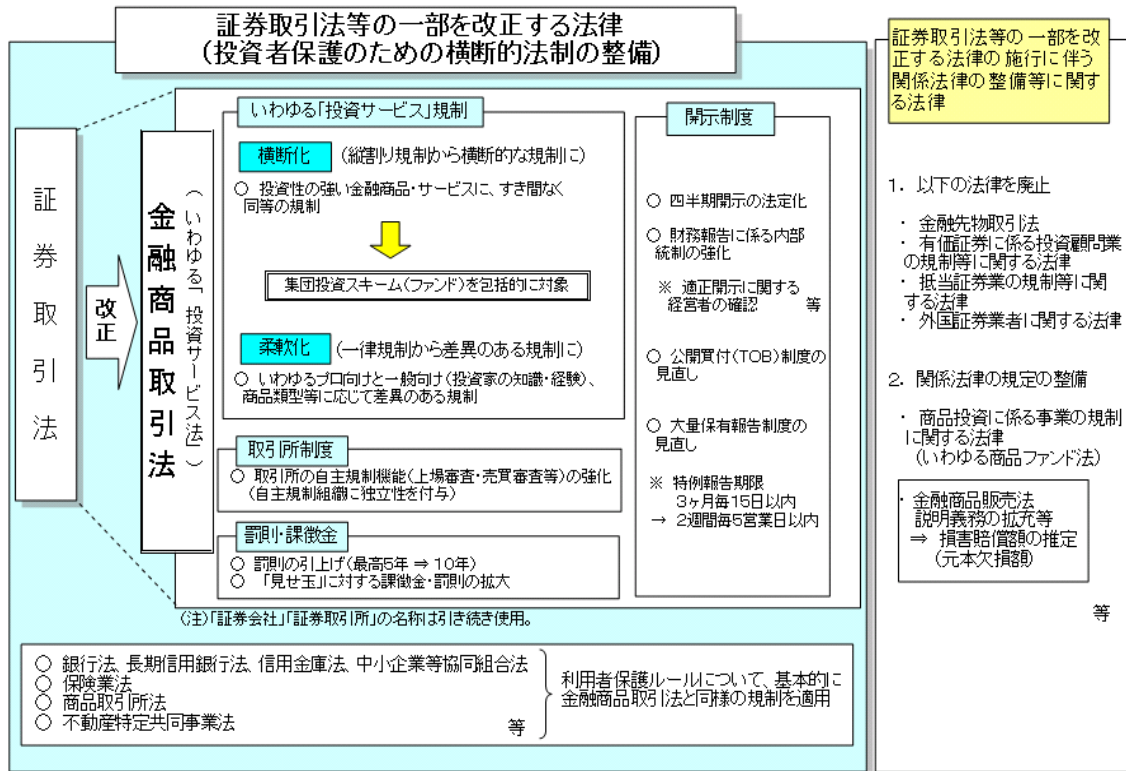 証券取引法等の一部を改正する法律
(投資者保護のための横断的法制の整備)
証券取引法
改正
金融商品取引法
(いわゆる「投資サービス法」)
いわゆる「投資サービス」規制
横断化 (縦割り規制から横断的な規制に)
○ 投資性の強い金融商品・サービスに、すき間なく
同等の規制
集団投資スキーム(ファンド)を包括的に対象
柔軟化 (一律規制から差異のある規制に)
○ いわゆるプロ向けと一般向け(投資家の知識・経験)、
商品類型等に応じて差異のある規制
取引所制度
○ 取引所の自主規制機能(上場審査・売買審査等)の強化
(自主規制組織に独立性を付与)
罰則・課徴金
○ 罰則の引上げ(最高5年 ⇒ 10年)
○ 「見せ玉」に対する課徴金・罰則の拡大
開示制度
○ 四半期開示の法定化
○ 財務報告に係る内部
統制の強化
※ 適正開示に関する
経営者の確認 等
○ 公開買付(TOB)制度の
見直し
○ 大量保有報告制度の
見直し
※ 特例報告期限
3ヶ月毎15日以内
→ 2週間毎5営業日以内
(注)「証券会社」「証券取引所」の名称は引き続き使用。
○ 銀行法、長期信用銀行法、信用金庫法、中小企業等協同組合法
○ 保険業法
○ 商品取引所法
○ 不動産特定共同事業法 等
利用者保護ルールについて、基本的に
金融商品取引法と同様の規制を適用
証券取引法等の一部を改
正する法律の施行に伴う
関係法律の整備等に関す
る法律
1. 以下の法律を廃止
・ 金融先物取引法
・ 有価証券に係る投資顧問業
の規制等に関する法律
・ 抵当証券業の規制等に関
する法律
・ 外国証券業者に関する法律
2. 関係法律の規定の整備
・ 商品投資に係る事業の規制
に関する法律
(いわゆる商品ファンド法)
・ 金融商品販売法
説明義務の拡充等
⇒ 損害賠償額の推定
(元本欠損額)
等